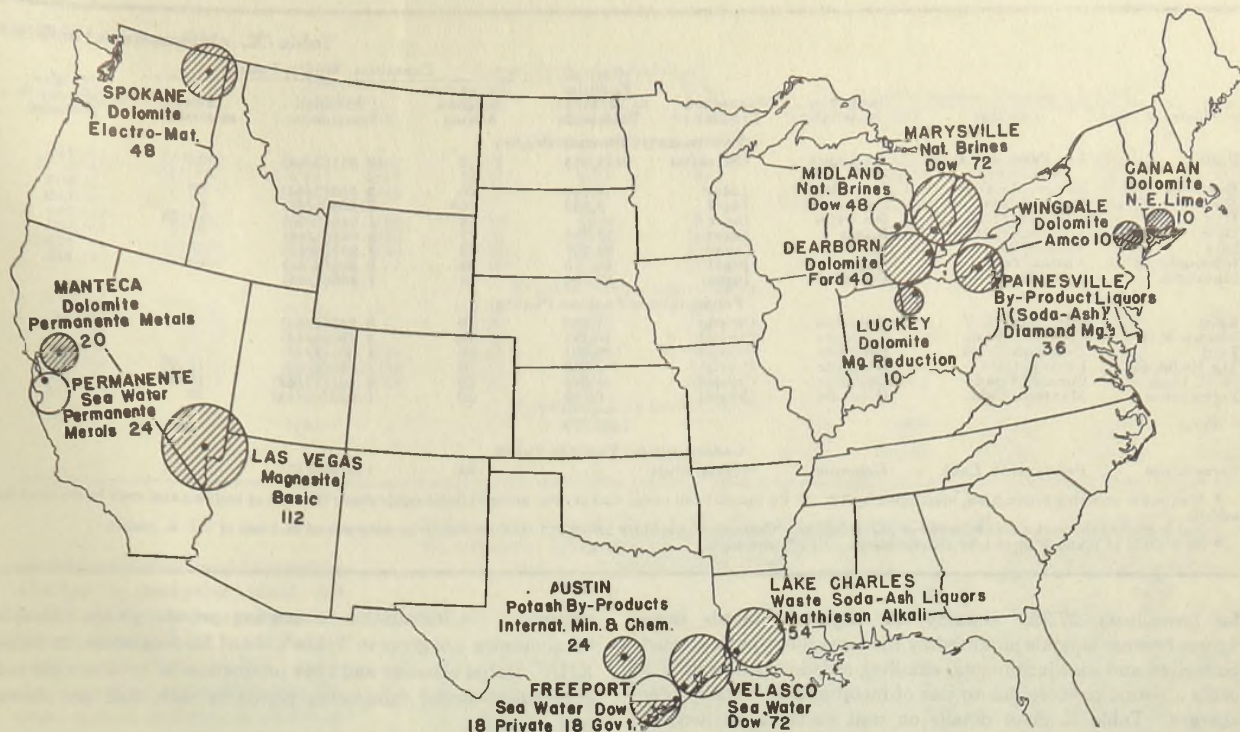 SPOKANE
Dolomite
Electro-Mat.
48
MANTECA
Dolomite
Permanente Metals
20
PERMANENTE
Sea Water
Permanente
Metals 24
LAS VEGAS
Magnesite
Basic
112
MARYSVILLE
Nat. Brines
Dow 72
MIDLAND
Nat. Brines
Dow 48
DEARBORN
Dolomite
Ford 40
LUCKEY
Dolomite
Mg. Reduction
10
CANAAN
Dolomite
N.E. Lime
10
WINGDALE
Dolomite
Amco 10
PAINESVILLE
By-Product Liquors
(Soda-Ash)
Diamond Mg.
36
AUSTIN
Potash By-Products
Internat. Min. & Chem.
24
LAKE CHARLES
Waste Soda-Ash Liquors
Mathieson Alkali
54
FREEPORT
Sea Water Dow
18 Private 18 Gov't.
VELASCO
Sea Water
Dow 72